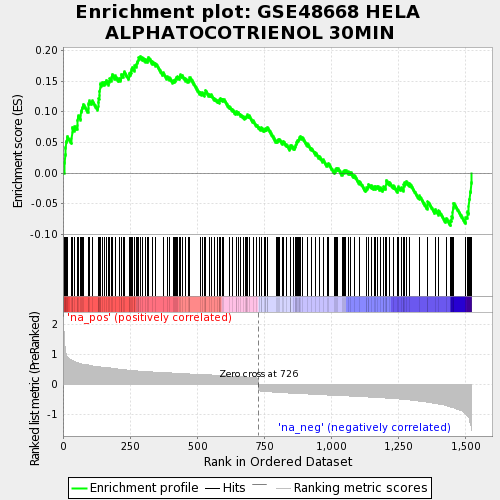 Enrichment plot: GSE48668 HELA
ALPHATOCOTRIENOL 30MIN
Enrichment score (ES)
0.20
0.15
0.10
0.05
0.00
-0.05
-0.10
Ranked list metric (PreRanked)
2
1
0
-1
'na_pos' (positively correlated)
Zero cross at 726
'na_neg' (negatively correlated)
0
250
500
750
1,000
1,250
1,500
Rank in Ordered Dataset
Enrichment profile
Hits
Ranking metric scores